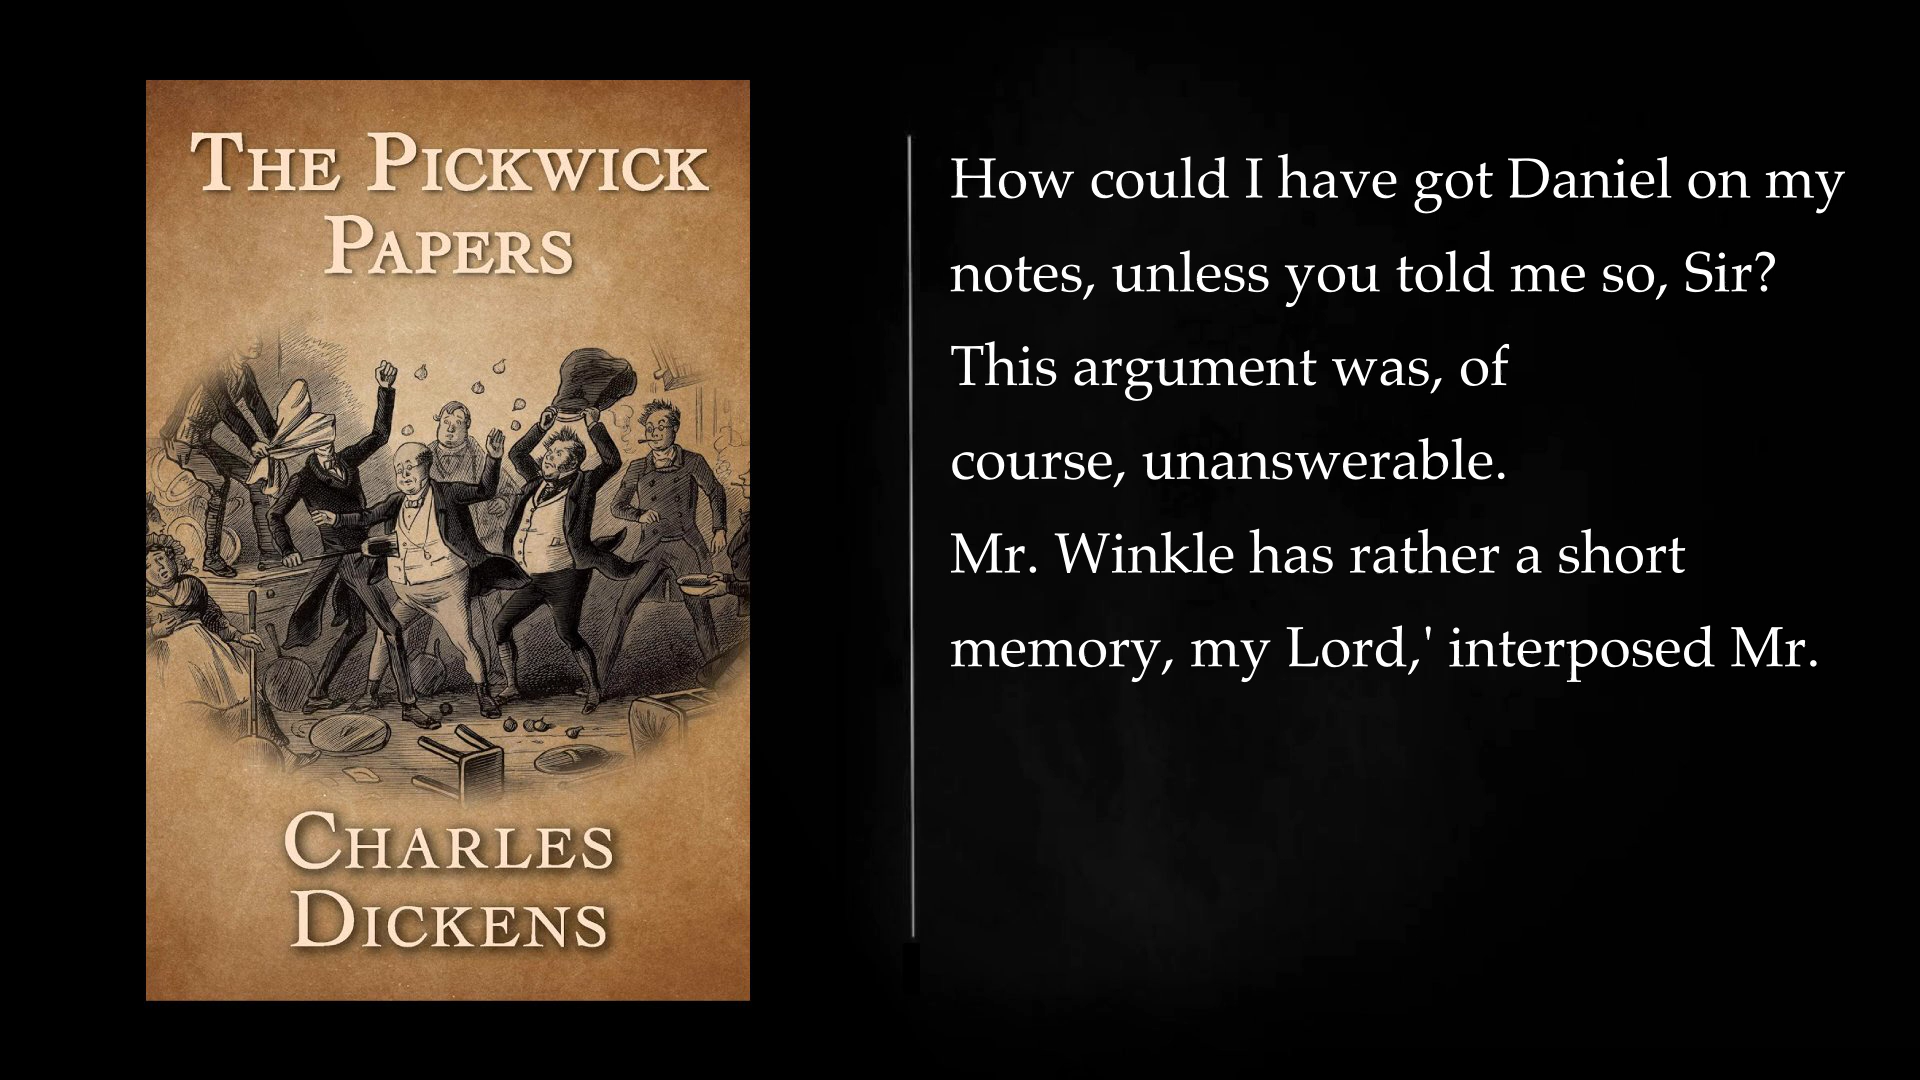 THE PICKWICK
PAPERS
CHARLES
DICKENS
How could I have got Daniel on my
notes, unless you told me so, Sir?
This argument was, of
course, unanswerable.
Mr. Winkle has rather a short
memory, my Lord,' interposed Mr.